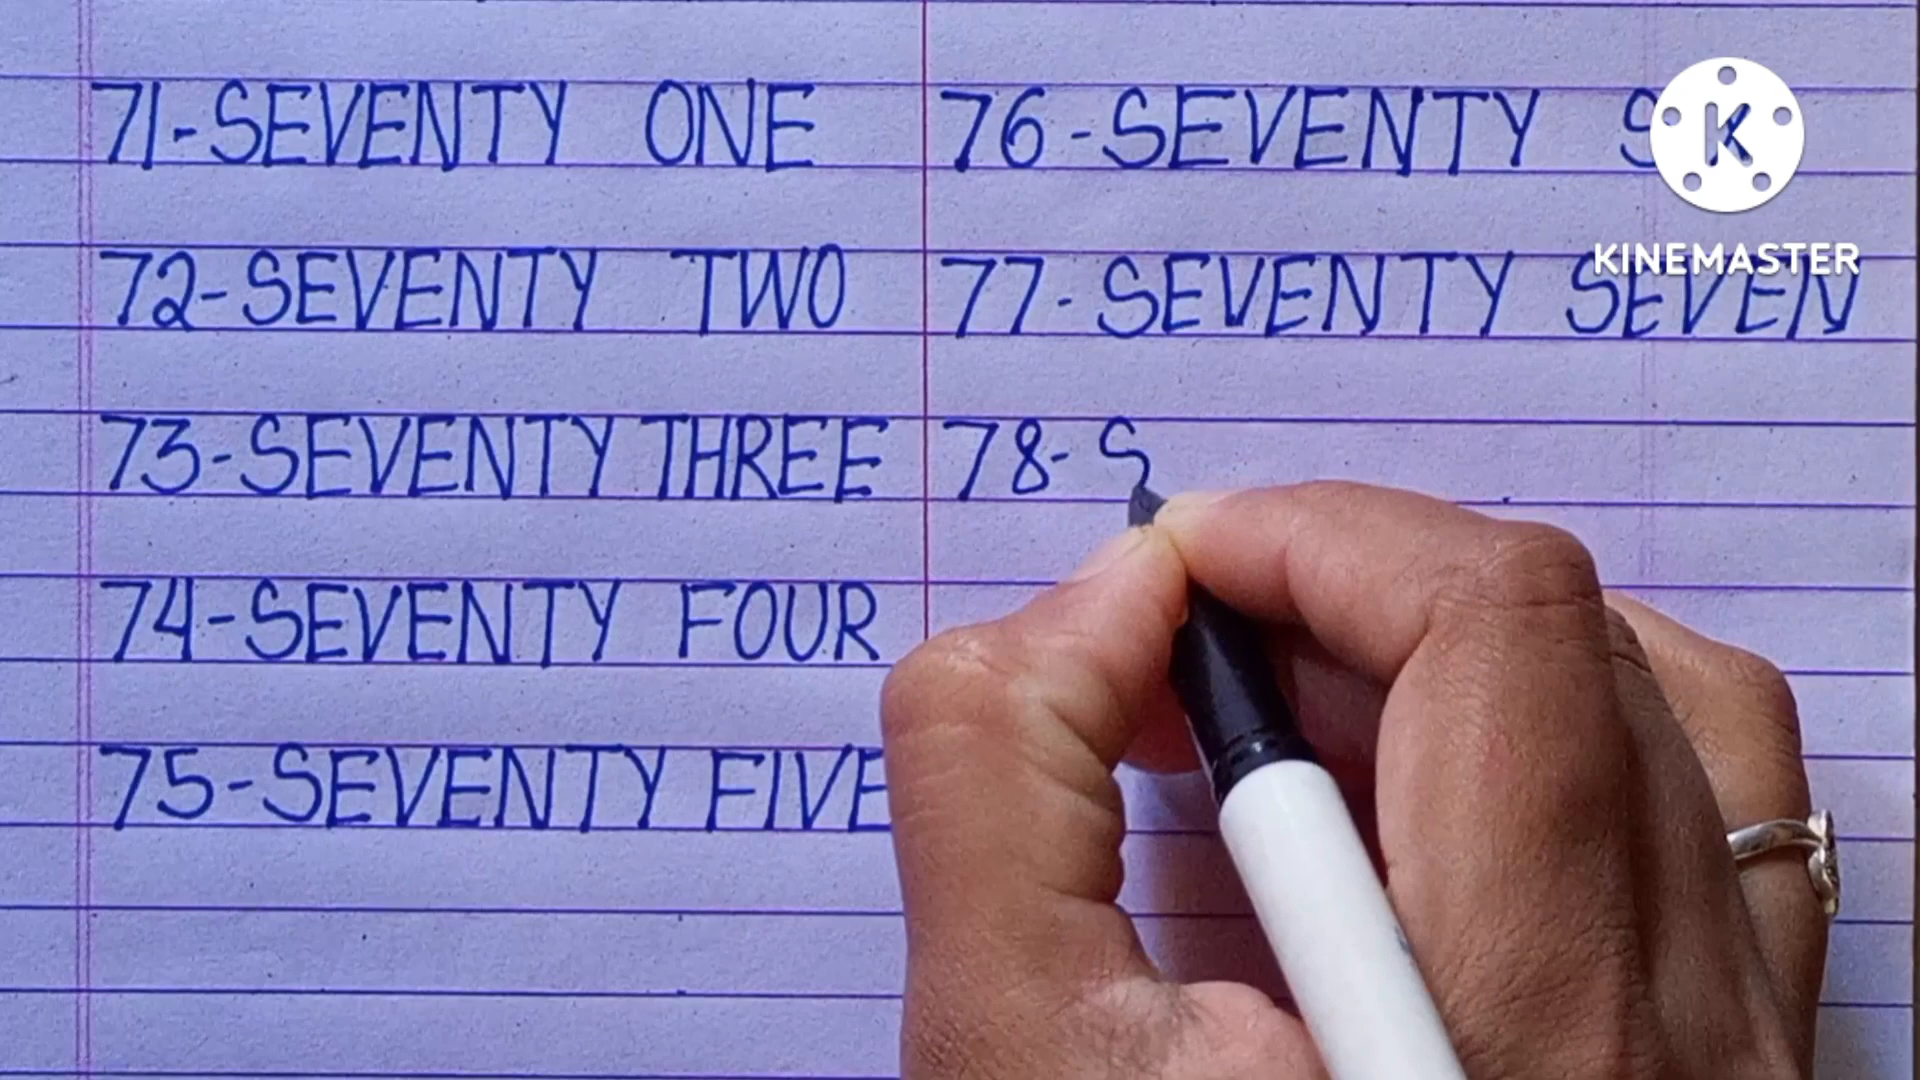 71-SEVENTY ONE
72-SEVENTY TWO
73-SEVENTY THREE
74-SEVENTY FOUR
75-SEVENTY FIVE
76-SEVENTY
77-SEVENTY SEVEN
78-S
K
KINEMASTER